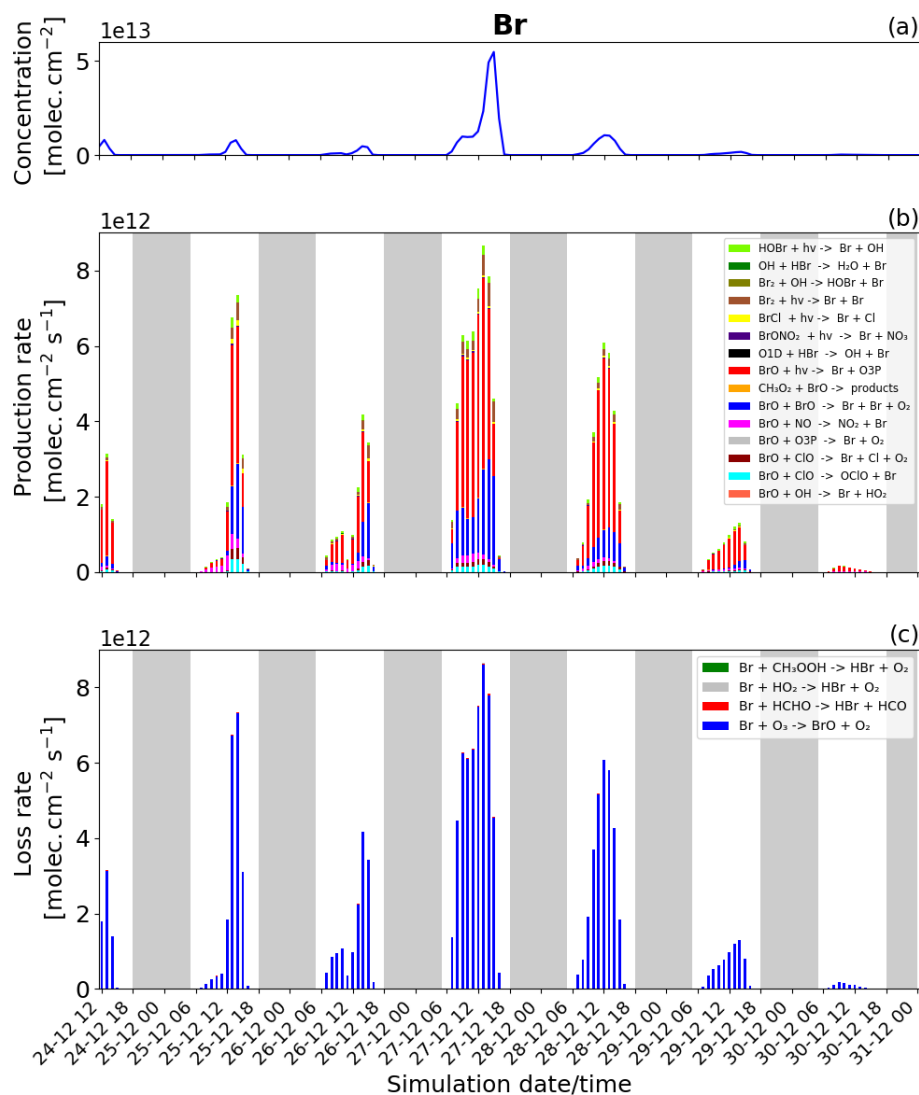 Br
(a)
1e13
Concentration
[molec. cm⁻²]
5
0
(b)
1e12
Production rate
[molec. cm⁻² s⁻¹]
8
6
4
2
0
HOBr + hv -> Br + OH
OH + HBr -> H₂O + Br
Br₂ + OH -> HOBr + Br
Br₂ + hv -> Br + Br
BrCl + hv -> Br + Cl
BrONO₂ + hv -> Br + NO₃
O1D + HBr -> OH + Br
BrO + hv -> Br + O3P
CH₃O₂ + BrO -> products
BrO + BrO -> Br + Br + O₂
BrO + NO -> NO₂ + Br
BrO + O3P -> Br + O₂
BrO + ClO -> Br + Cl + O₂
BrO + ClO -> OClO + Br
BrO + OH -> Br + HO₂
(c)
1e12
Loss rate
[molec. cm⁻² s⁻¹]
8
6
4
2
0
Br + CH₃OOH -> HBr + O₂
Br + HO₂ -> HBr + O₂
Br + HCHO -> HBr + HCO
Br + O₃ -> BrO + O₂
24-12 12
24-12 18
25-12 00
25-12 06
25-12 12
25-12 18
26-12 00
26-12 06
26-12 12
26-12 18
27-12 00
27-12 06
27-12 12
27-12 18
28-12 00
28-12 06
28-12 12
28-12 18
29-12 00
29-12 06
29-12 12
29-12 18
30-12 00
30-12 06
30-12 12
30-12 18
31-12 00
Simulation date/time